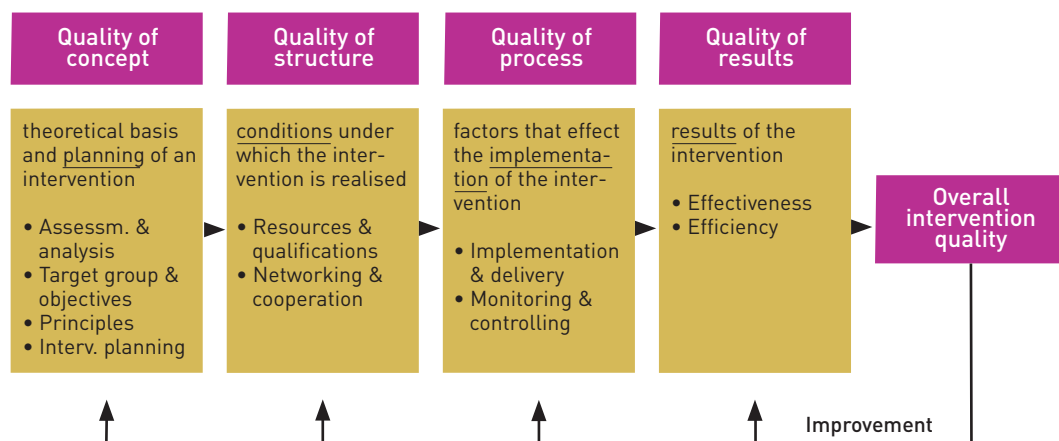 Quality of
concept
theoretical basis
and planning of an
intervention
• Assessm. &
analysis
• Target group &
objectives
• Principles
• Interv. planning
Quality of
structure
conditions under
which the inter-
vention is realised
• Resources &
qualifications
• Networking &
cooperation
Quality of
process
factors that effect
the implementa-
tion of the inter-
vention
• Implementation
& delivery
• Monitoring &
controlling
Quality of
results
results of the
intervention
• Effectiveness
• Efficiency
Overall
intervention
quality
Improvement